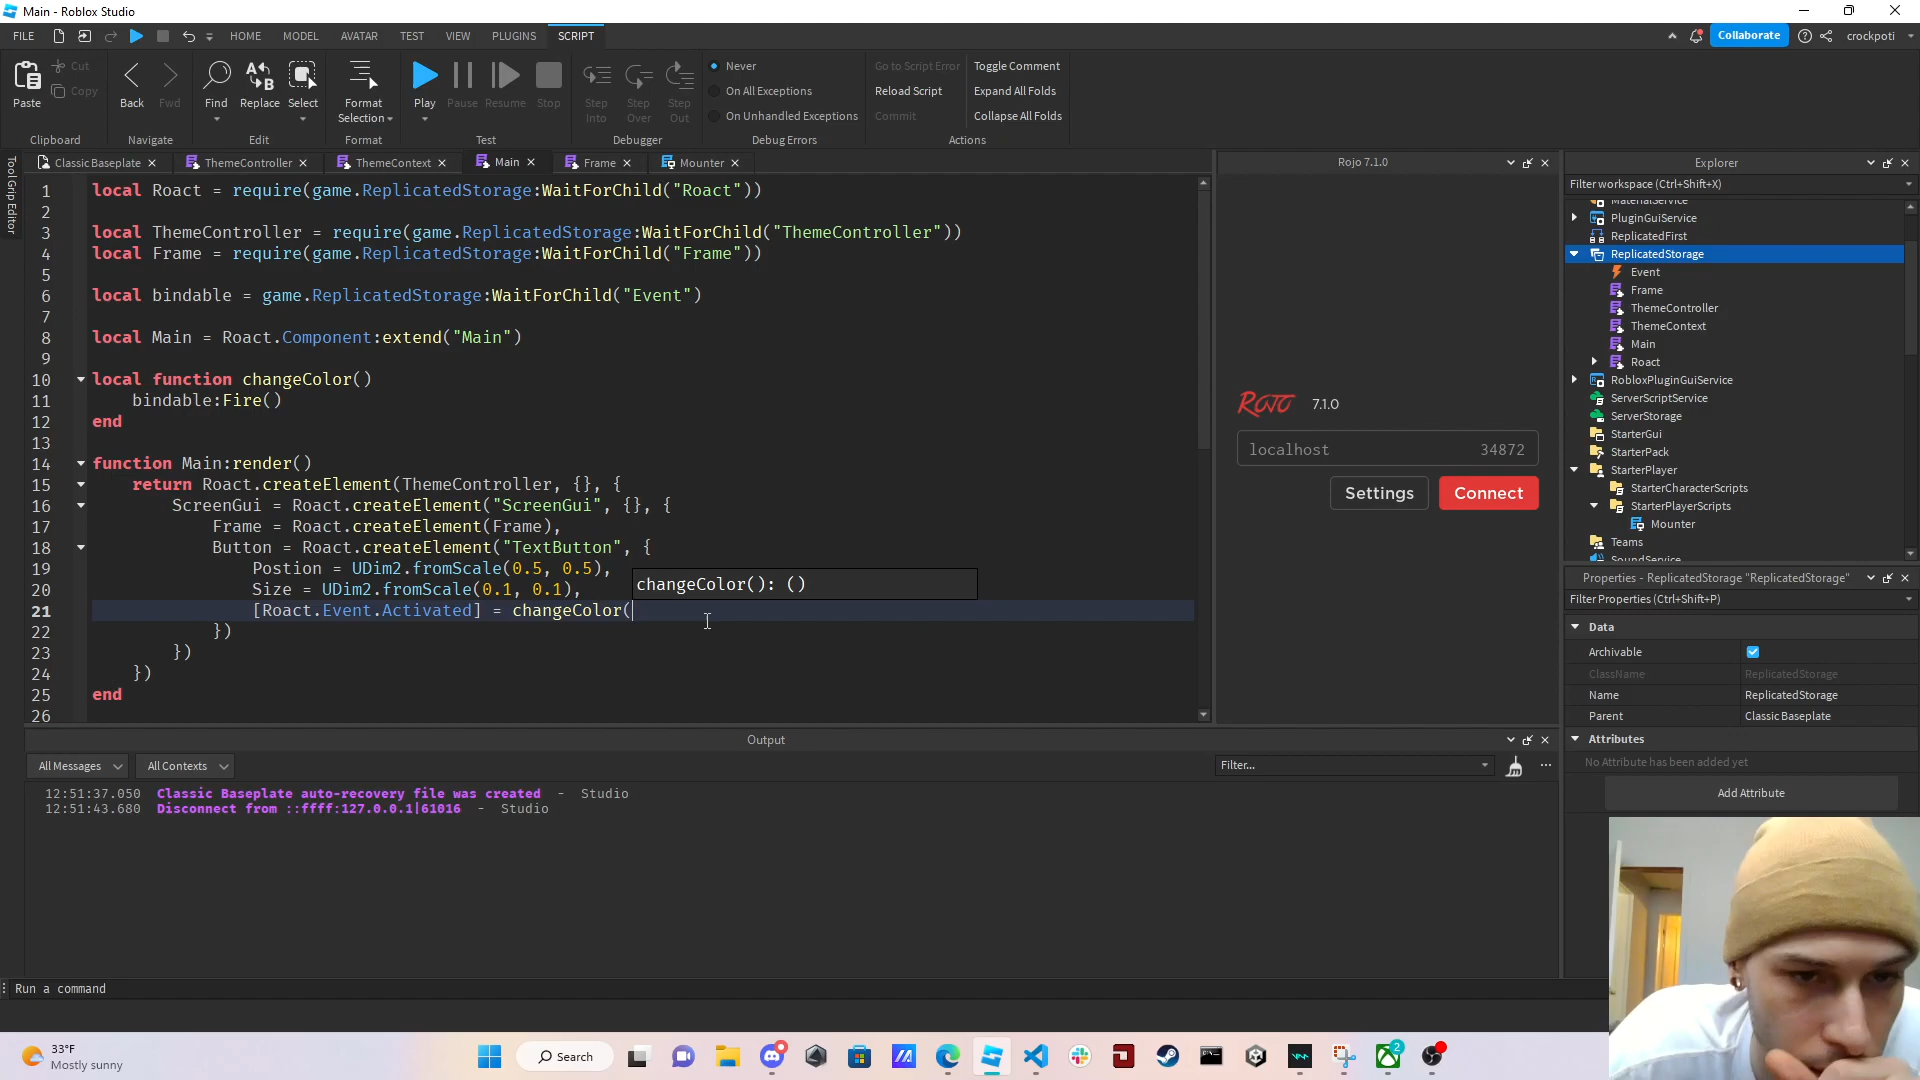 Main - Roblox Studio
FILE HOME MODEL AVATAR TEST VIEW PLUGINS SCRIPT Collaborate crockpoti
Paste Cut Copy Back Fwd Find Replace Select Format Selection Play Pause Resume Stop Step Into Step Over Step Out
Never Go to Script Error Toggle Comment
On All Exceptions Reload Script Expand All Folds
On Unhandled Exceptions Commit Collapse All Folds
Clipboard Navigate Edit Format Test Debugger Debug Errors Actions
Tool Grip Editor
Classic Baseplate ThemeController ThemeContext Main Frame Mounter
1 local Roact = require(game.ReplicatedStorage:WaitForChild("Roact"))
2
3 local ThemeController = require(game.ReplicatedStorage:WaitForChild("ThemeController"))
4 local Frame = require(game.ReplicatedStorage:WaitForChild("Frame"))
5
6 local bindable = game.ReplicatedStorage:WaitForChild("Event")
7
8 local Main = Roact.Component:extend("Main")
9
10 local function changeColor()
11 bindable:Fire()
12 end
13
14 function Main:render()
15 return Roact.createElement(ThemeController, {}, {
16 ScreenGui = Roact.createElement("ScreenGui", {}, {
17 Frame = Roact.createElement(Frame),
18 Button = Roact.createElement("TextButton", {
19 Postion = UDim2.fromScale(0.5, 0.5),
20 Size = UDim2.fromScale(0.1, 0.1),
changeColor(): ()
21 [Roact.Event.Activated] = changeColor(
22 })
23 })
24 })
25 end
26
Rojo 7.1.0
ROJO 7.1.0
localhost 34872
Settings Connect
Explorer
Filter workspace (Ctrl+Shift+X)
MaterialService
PluginGuiService
ReplicatedFirst
ReplicatedStorage
Event
Frame
ThemeController
ThemeContext
Main
Roact
RobloxPluginGuiService
ServerScriptService
ServerStorage
StarterGui
StarterPack
StarterPlayer
StarterCharacterScripts
StarterPlayerScripts
Mounter
Teams
SoundService
Properties - ReplicatedStorage "ReplicatedStorage"
Filter Properties (Ctrl+Shift+P)
Data
Archivable
ClassName ReplicatedStorage
Name ReplicatedStorage
Parent Classic Baseplate
Attributes
No Attribute has been added yet
Add Attribute
Output
All Messages All Contexts Filter...
12:51:37.050 Classic Baseplate auto-recovery file was created - Studio
12:51:43.680 Disconnect from ::ffff:127.0.0.1|61016 - Studio
Run a command
33°F
Mostly sunny
Search
2